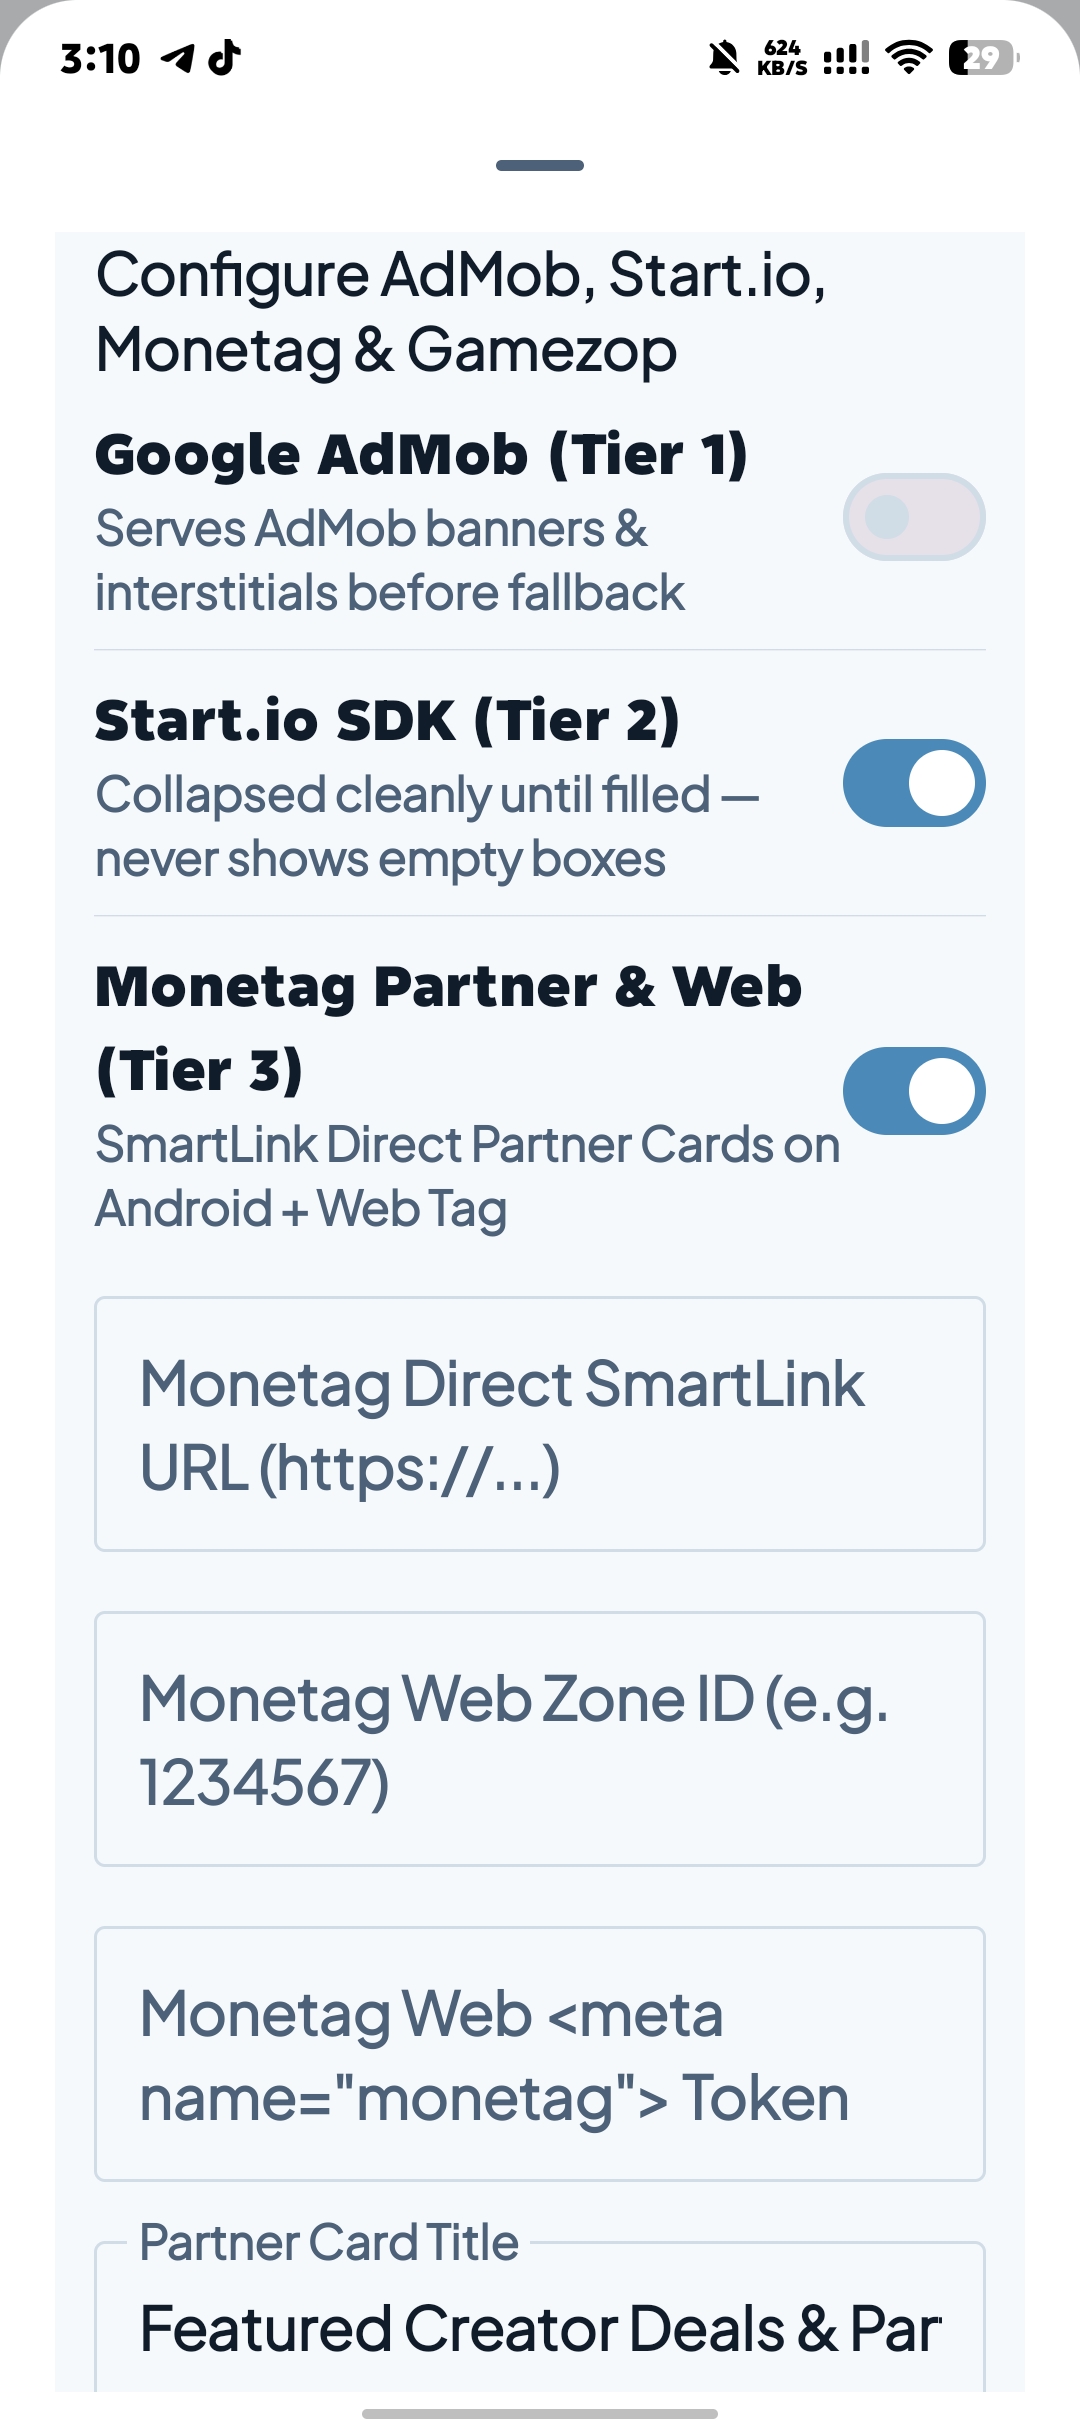 3:10
624
KB/S
29
Configure AdMob, Start.io,
Monetag & Gamezop
Google AdMob (Tier 1)
Serves AdMob banners &
interstitials before fallback
Start.io SDK (Tier 2)
Collapsed cleanly until filled —
never shows empty boxes
Monetag Partner & Web
(Tier 3)
SmartLink Direct Partner Cards on
Android + Web Tag
Monetag Direct SmartLink
URL (https://...)
Monetag Web Zone ID (e.g.
1234567)
Monetag Web <meta
name="monetag"> Token
Partner Card Title
Featured Creator Deals & Par